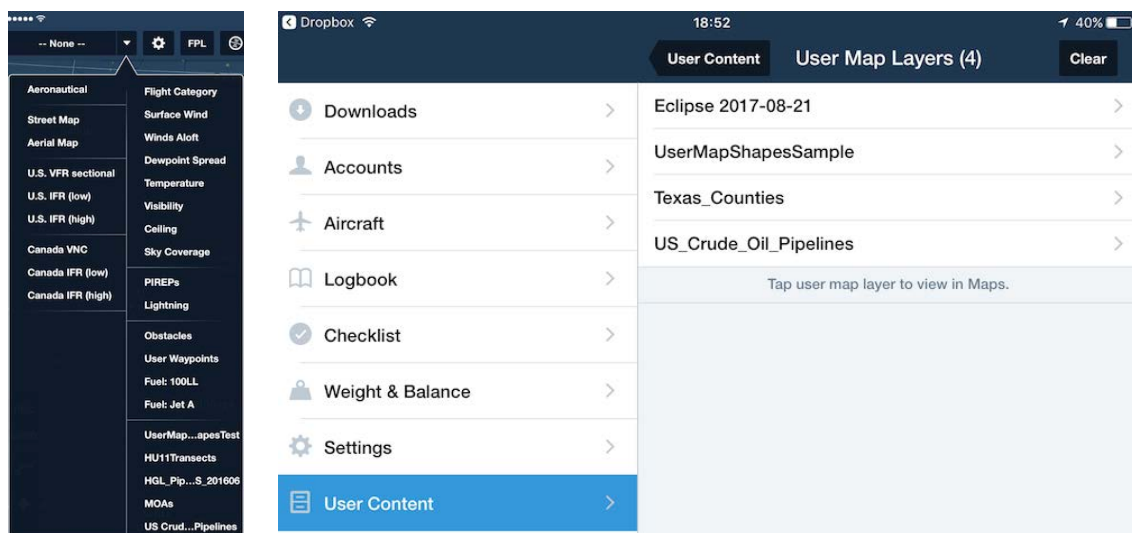 -- None --
FPL
Aeronautical
Street Map
Aerial Map
U.S. VFR sectional
U.S. IFR (low)
U.S. IFR (high)
Canada VNC
Canada IFR (low)
Canada IFR (high)
Flight Category
Surface Wind
Winds Aloft
Dewpoint Spread
Temperature
Visibility
Ceiling
Sky Coverage
PIREPs
Lightning
Obstacles
User Waypoints
Fuel: 100LL
Fuel: Jet A
UserMap...apesTest
HU11Transects
HGL_Pip...S_201606
MOAs
US Crud...Pipelines
Dropbox
18:52
40%
User Content
User Map Layers (4)
Clear
Downloads
Accounts
Aircraft
Logbook
Checklist
Weight & Balance
Settings
User Content
Eclipse 2017-08-21
UserMapShapesSample
Texas_Counties
US_Crude_Oil_Pipelines
Tap user map layer to view in Maps.